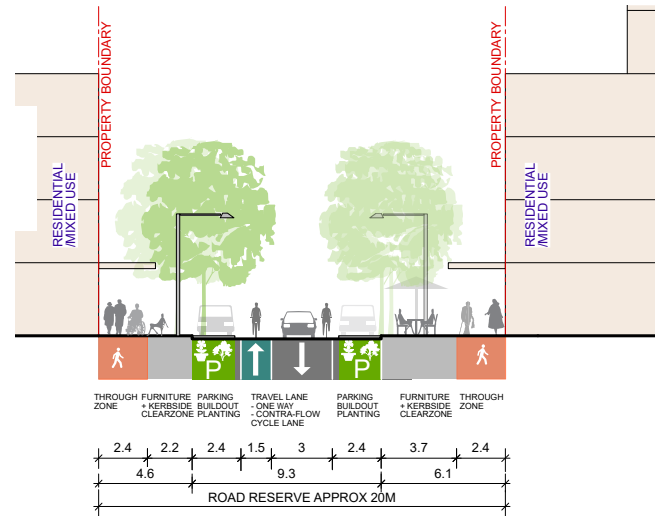 PROPERTY BOUNDARY
PROPERTY BOUNDARY
RESIDENTIAL
/MIXED USE
RESIDENTIAL
/MIXED USE
P
P
THROUGH
ZONE
FURNITURE
+ KERBSIDE
CLEARZONE
PARKING
BUILDOUT
PLANTING
TRAVEL LANE
- ONE WAY
- CONTRA-FLOW
CYCLE LANE
PARKING
BUILDOUT
PLANTING
FURNITURE
+ KERBSIDE
CLEARZONE
THROUGH
ZONE
2.4 2.2 2.4 1.5 3 2.4 3.7 2.4
4.6 9.3 6.1
ROAD RESERVE APPROX 20M